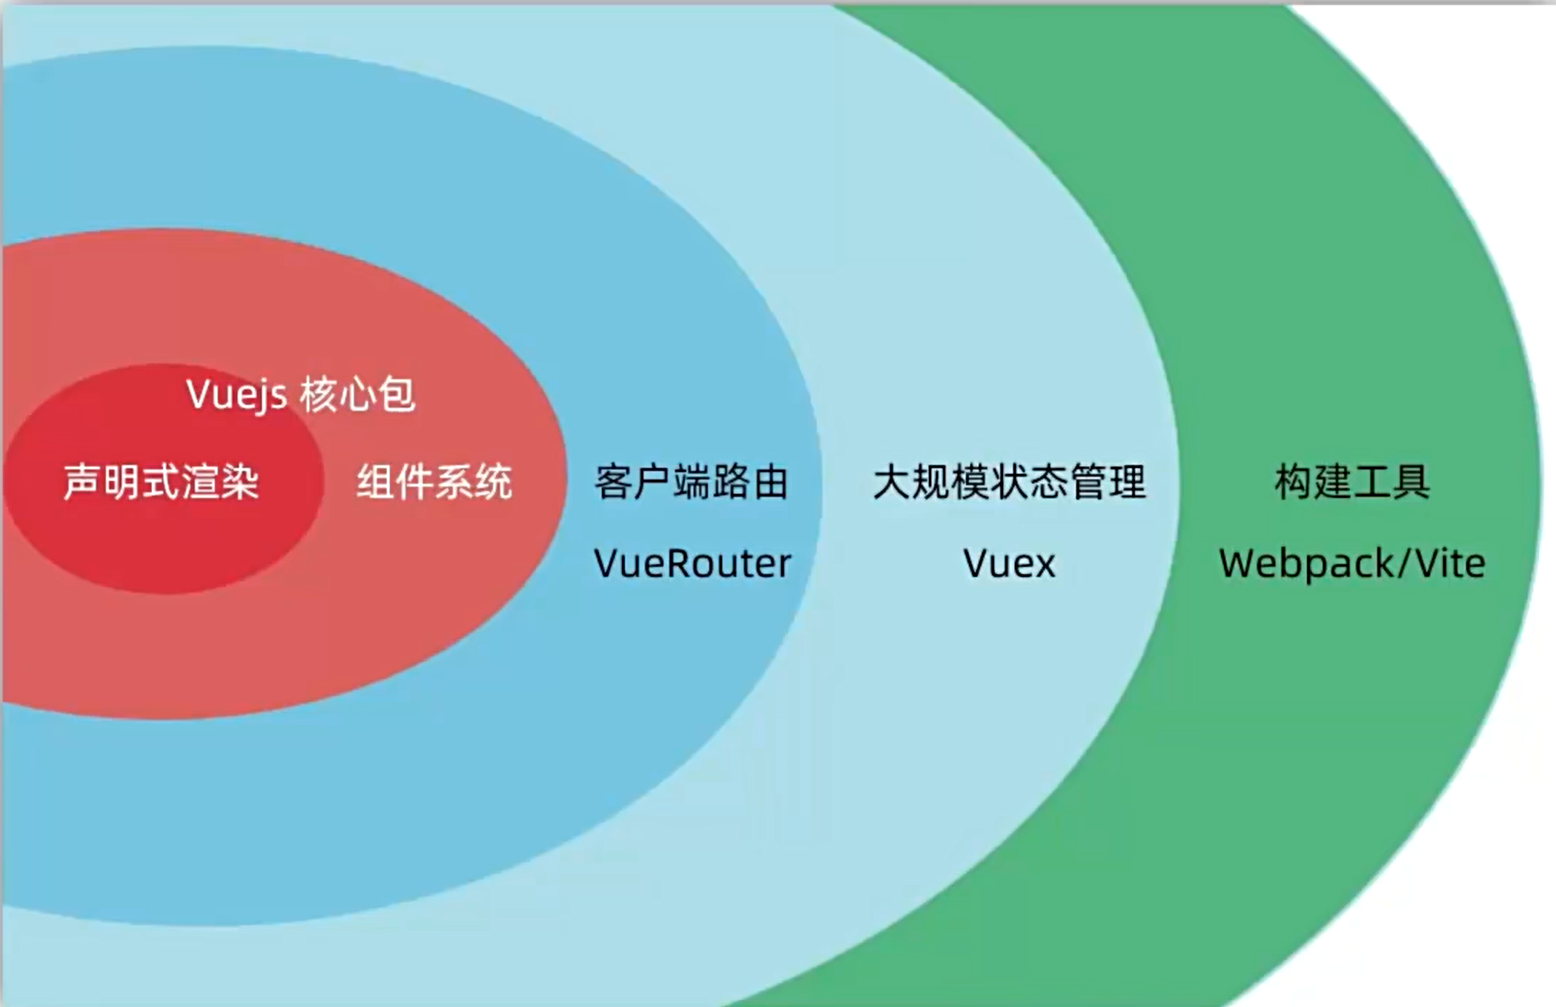 Vuejs 核心包
声明式渲染
组件系统
客户端路由
VueRouter
大规模状态管理
Vuex
构建工具
Webpack/Vite